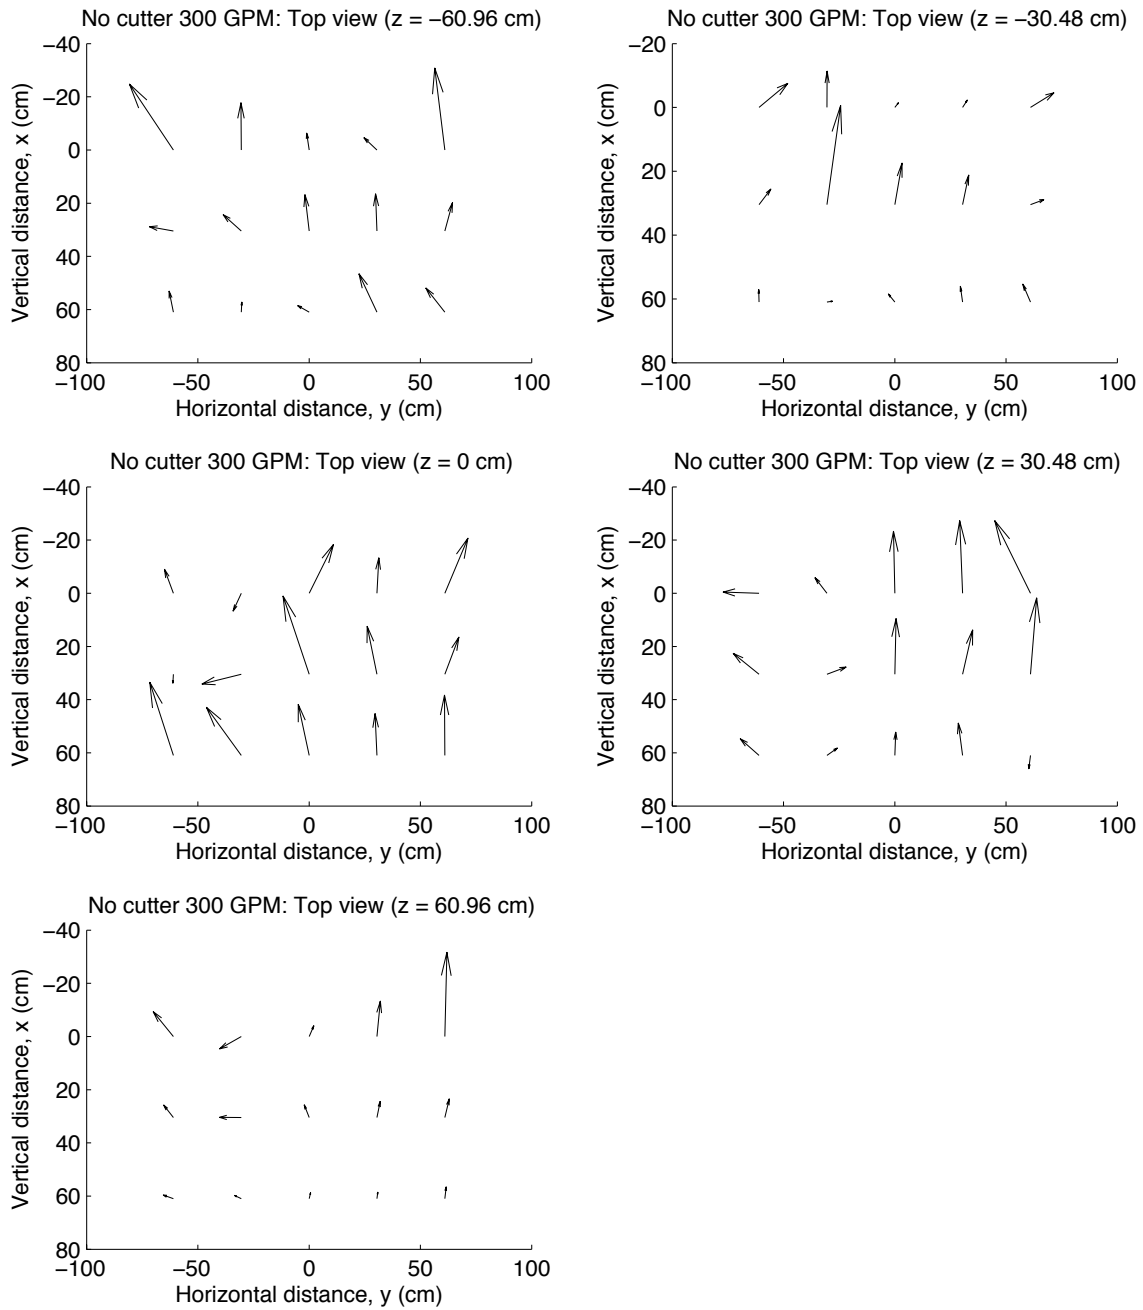 No cutter 300 GPM: Top view (z = −60.96 cm)
−40
−20
0
20
40
60
80
−100 −50 0 50 100
Vertical distance, x (cm)
Horizontal distance, y (cm)
No cutter 300 GPM: Top view (z = −30.48 cm)
−20
0
20
40
60
80
−100 −50 0 50 100
Vertical distance, x (cm)
Horizontal distance, y (cm)
No cutter 300 GPM: Top view (z = 0 cm)
−40
−20
0
20
40
60
80
−100 −50 0 50 100
Vertical distance, x (cm)
Horizontal distance, y (cm)
No cutter 300 GPM: Top view (z = 30.48 cm)
−40
−20
0
20
40
60
80
−100 −50 0 50 100
Vertical distance, x (cm)
Horizontal distance, y (cm)
No cutter 300 GPM: Top view (z = 60.96 cm)
−40
−20
0
20
40
60
80
−100 −50 0 50 100
Vertical distance, x (cm)
Horizontal distance, y (cm)